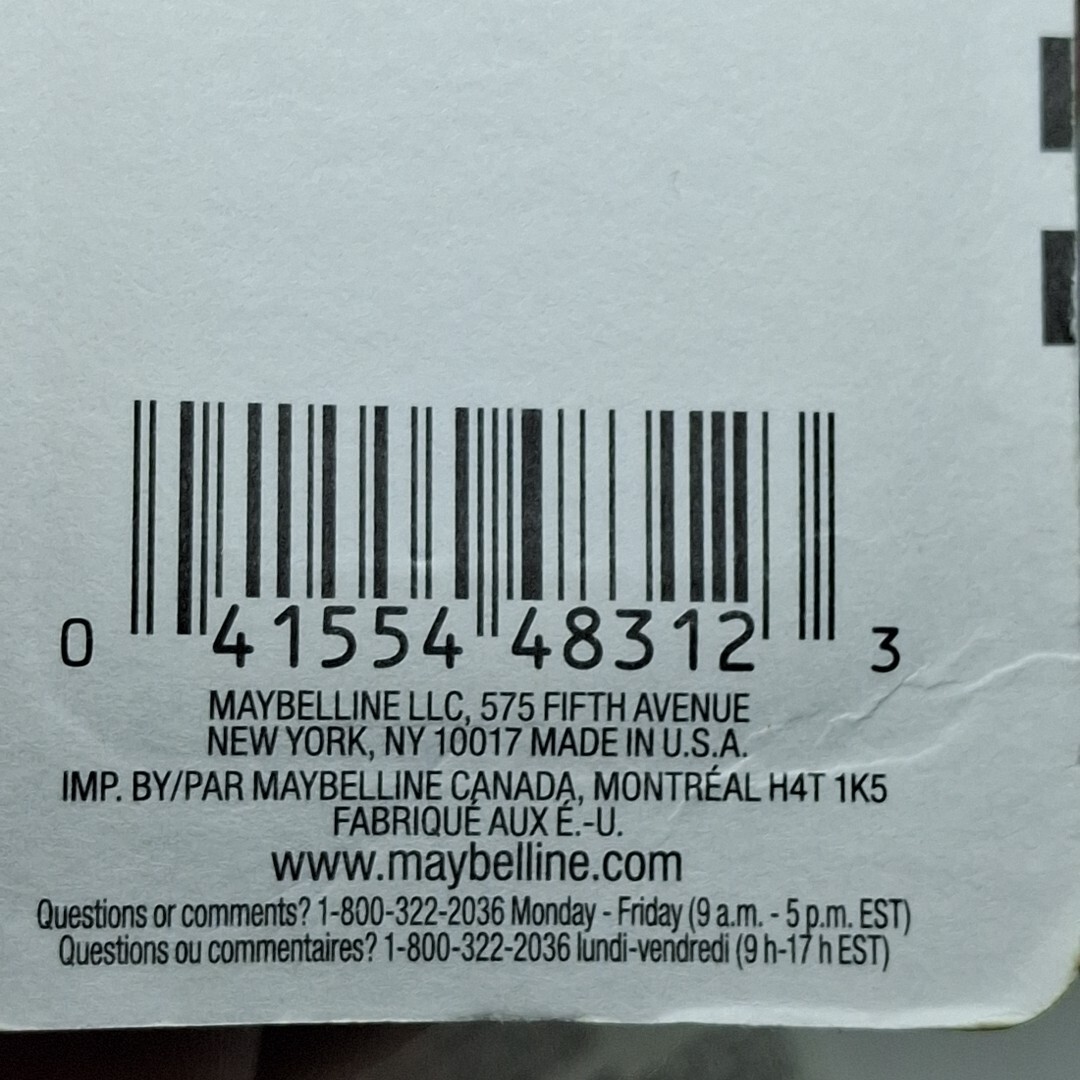 0 41554 48312 3
MAYBELLINE LLC, 575 FIFTH AVENUE
NEW YORK, NY 10017 MADE IN U.S.A.
IMP. BY/PAR MAYBELLINE CANADA, MONTRÉAL H4T 1K5
FABRIQUÉ AUX É.-U.
www.maybelline.com
Questions or comments? 1-800-322-2036 Monday - Friday (9 a.m. - 5 p.m. EST)
Questions ou commentaires? 1-800-322-2036 lundi-vendredi (9 h-17 h EST)